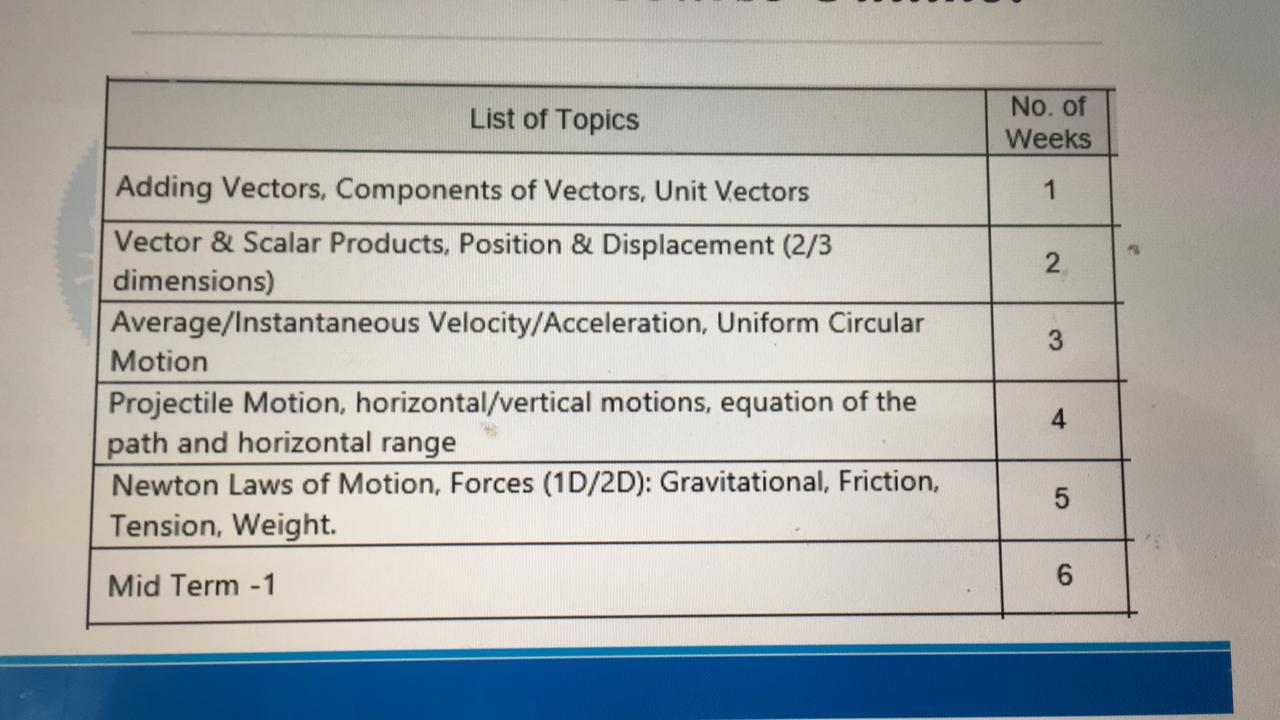 List of Topics
No. of
Weeks
Adding Vectors, Components of Vectors, Unit Vectors
1
Vector & Scalar Products, Position & Displacement (2/3
dimensions)
2
Average/Instantaneous Velocity/Acceleration, Uniform Circular
Motion
3
Projectile Motion, horizontal/vertical motions, equation of the
path and horizontal range
4
Newton Laws of Motion, Forces (1D/2D): Gravitational, Friction,
Tension, Weight.
5
Mid Term -1
6